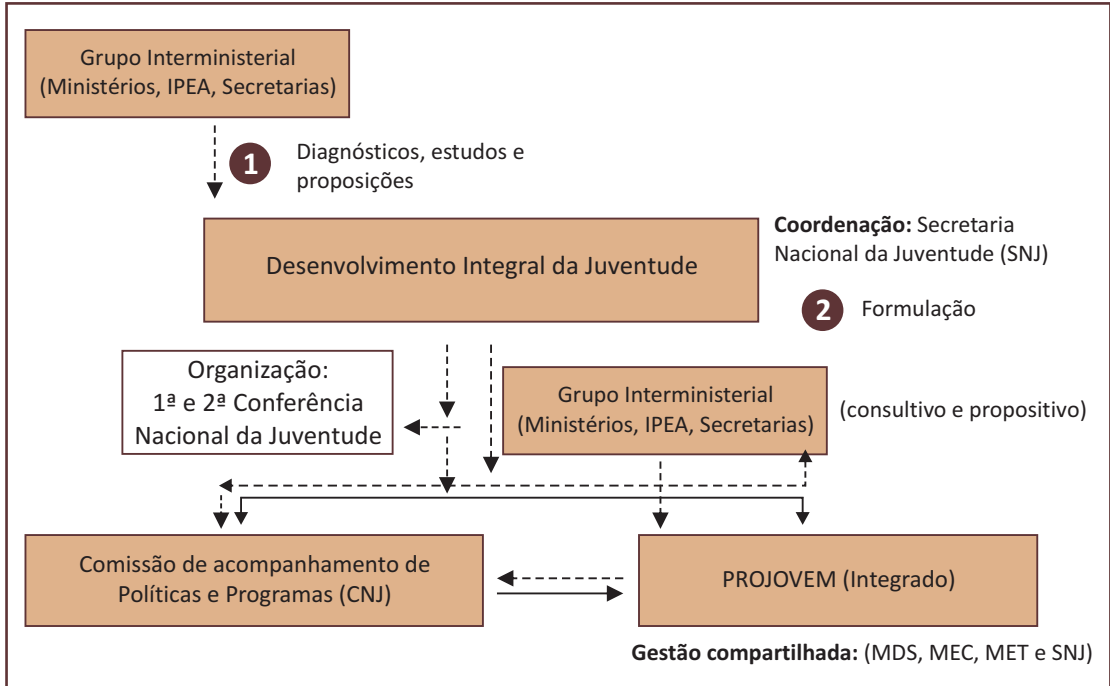 Grupo Interministerial
(Ministérios, IPEA, Secretarias)
1
Diagnósticos, estudos e
proposições
Desenvolvimento Integral da Juventude
Coordenação: Secretaria
Nacional da Juventude (SNJ)
2
Formulação
Organização:
1ª e 2ª Conferência
Nacional da Juventude
Grupo Interministerial
(Ministérios, IPEA, Secretarias)
(consultivo e propositivo)
Comissão de acompanhamento de
Políticas e Programas (CNJ)
PROJOVEM (Integrado)
Gestão compartilhada: (MDS, MEC, MET e SNJ)